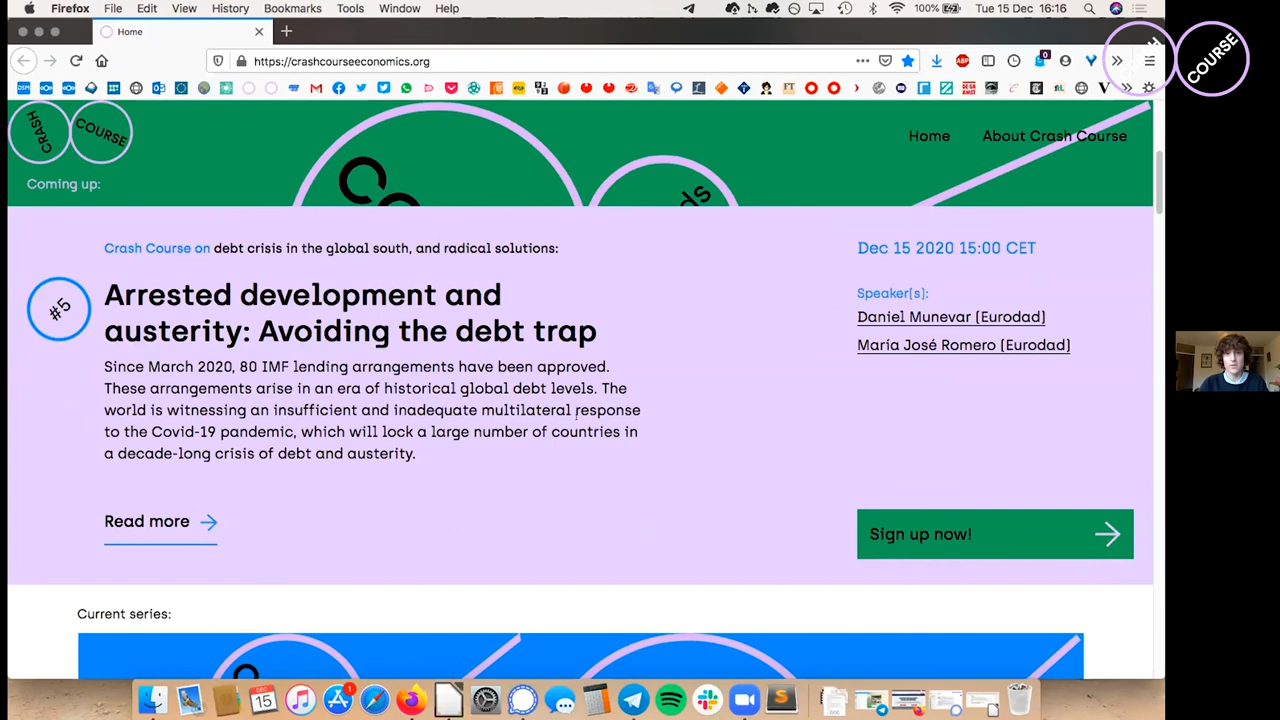 Firefox File Edit View History Bookmarks Tools Window Help 100% Tue 15 Dec 16:16
Home
https://crashcourseeconomics.org
0
ABP
FT
CRASH COURSE
COURSE
Home About Crash Course
Coming up:
Crash Course on debt crisis in the global south, and radical solutions:
Dec 15 2020 15:00 CET
#5
Arrested development and
austerity: Avoiding the debt trap
Speaker[s]:
Daniel Munevar (Eurodad)
María José Romero (Eurodad)
Since March 2020, 80 IMF lending arrangements have been approved.
These arrangements arise in an era of historical global debt levels. The
world is witnessing an insufficient and inadequate multilateral response
to the Covid-19 pandemic, which will lock a large number of countries in
a decade-long crisis of debt and austerity.
Read more
Sign up now!
Current series:
DEC
15
1